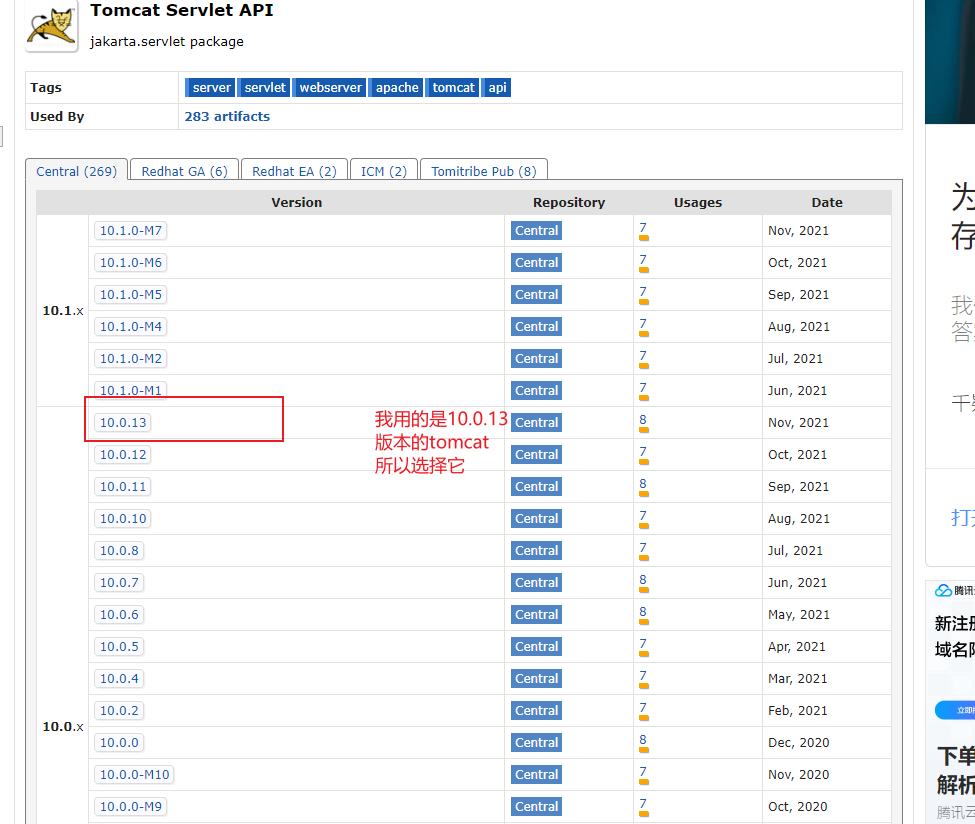 Tomcat Servlet API
jakarta.servlet package
Tags server servlet webserver apache tomcat api
Used By 283 artifacts
Central (269) Redhat GA (6) Redhat EA (2) ICM (2) Tomitribe Pub (8)
Version Repository Usages Date
10.1.0-M7 Central 7 Nov, 2021
10.1.0-M6 Central 7 Oct, 2021
10.1.0-M5 Central 7 Sep, 2021
10.1.x
10.1.0-M4 Central 7 Aug, 2021
10.1.0-M2 Central 7 Jul, 2021
10.1.0-M1 Central 7 Jun, 2021
10.0.13 Central 8 Nov, 2021
我用的是10.0.13
版本的tomcat
所以选择它
10.0.12 Central 7 Oct, 2021
10.0.11 Central 8 Sep, 2021
10.0.10 Central 7 Aug, 2021
10.0.8 Central 7 Jul, 2021
10.0.7 Central 8 Jun, 2021
10.0.6 Central 8 May, 2021
10.0.5 Central 7 Apr, 2021
10.0.4 Central 7 Mar, 2021
10.0.2 Central 7 Feb, 2021
10.0.x
10.0.0 Central 8 Dec, 2020
10.0.0-M10 Central 7 Nov, 2020
10.0.0-M9 Central 7 Oct, 2020
为
存
我
答
千
打
腾讯
新注册
域名
立即
下单
解析
腾讯云